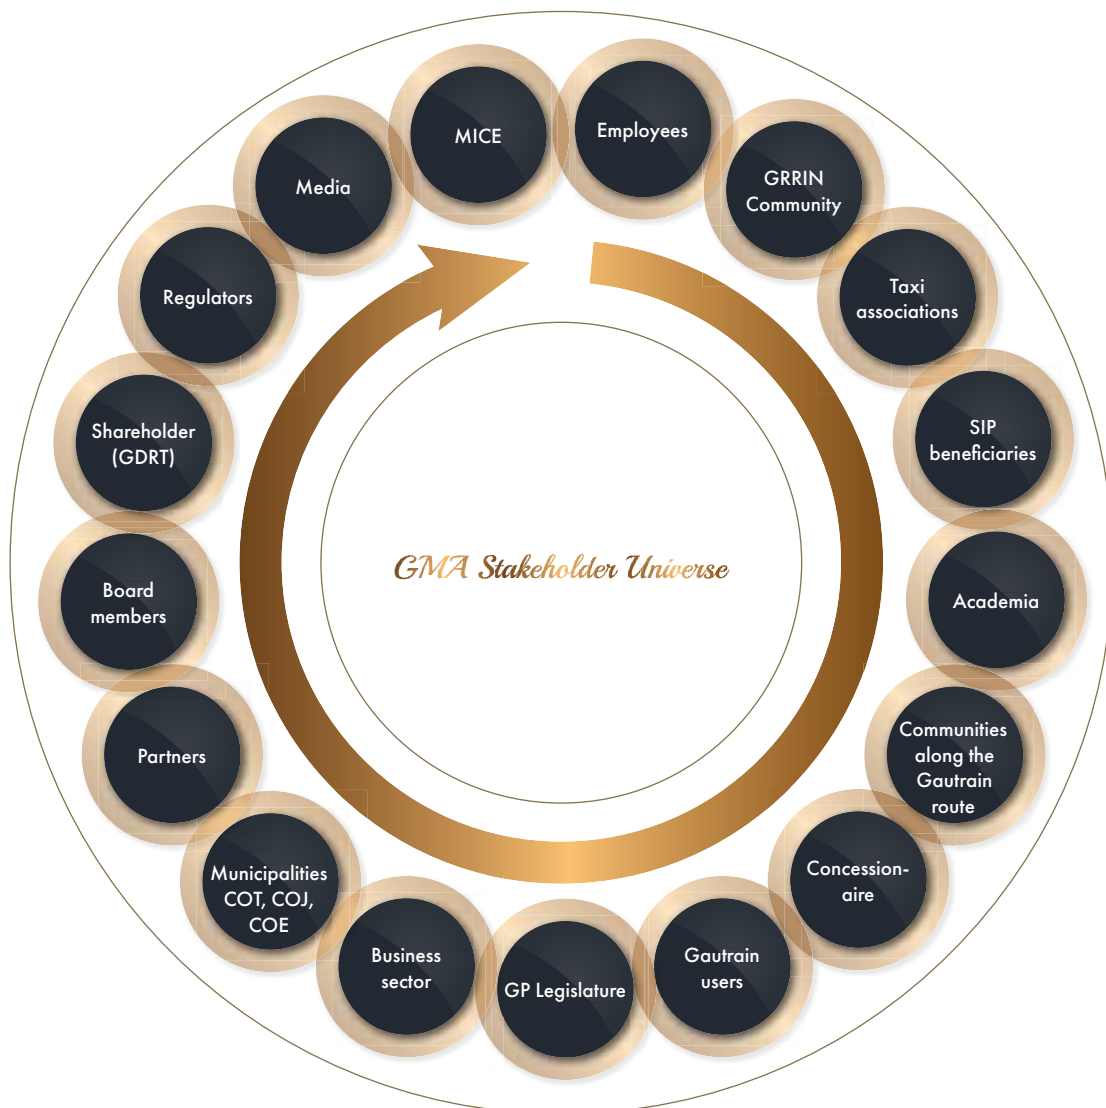 MICE
Employees
GRRIN
Community
Taxi
associations
SIP
beneficiaries
Academia
Communities
along the
Gautrain
route
Concession-
aire
Gautrain
users
GP Legislature
Business
sector
Municipalities
COT, COJ,
COE
Partners
Board
members
Shareholder
(GDRT)
Regulators
Media
GMA Stakeholder Universe